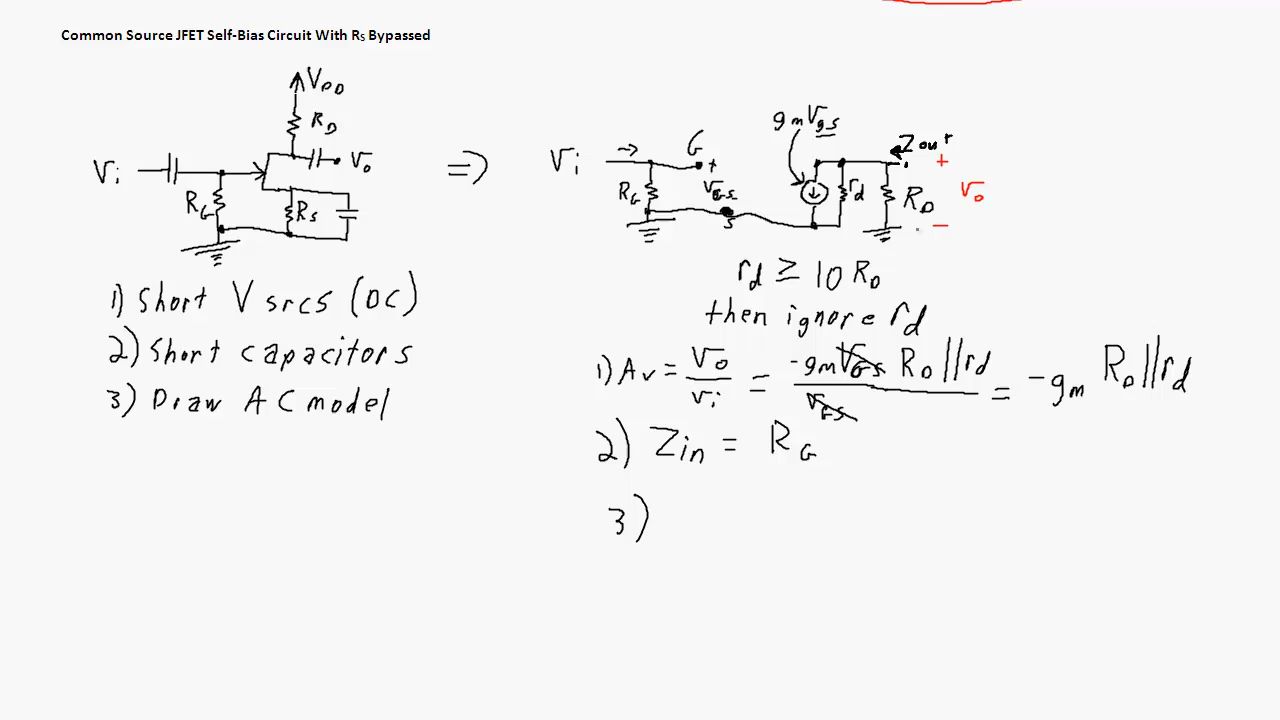 Common Source JFET Self-Bias Circuit With RS Bypassed
VDD
RD
Vi
Vo
RG
RS
=>
Vi
G
+
RG
VGS
S
gmVgs
rd
Zout
RD
+
Vo
−
1) Short V srcs (DC)
2) Short capacitors
3) Draw AC model
rd ≥ 10 RD
then ignore rd
1) Av = Vo/Vi = -gmVGS RD||rd / VGS = -gm RD||rd
2) Zin = RG
3)